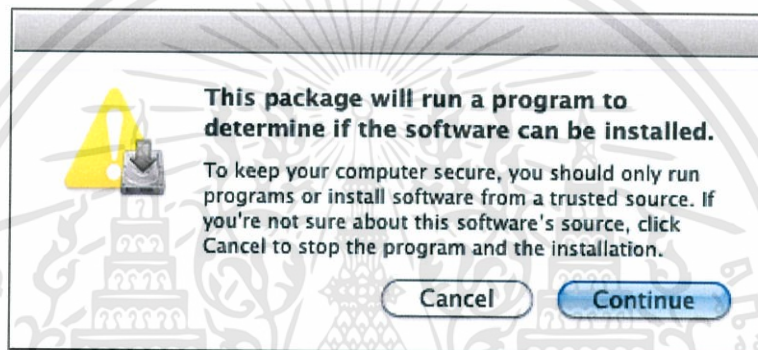 This package will run a program to
determine if the software can be installed.
To keep your computer secure, you should only run
programs or install software from a trusted source. If
you're not sure about this software's source, click
Cancel to stop the program and the installation.
Cancel
Continue